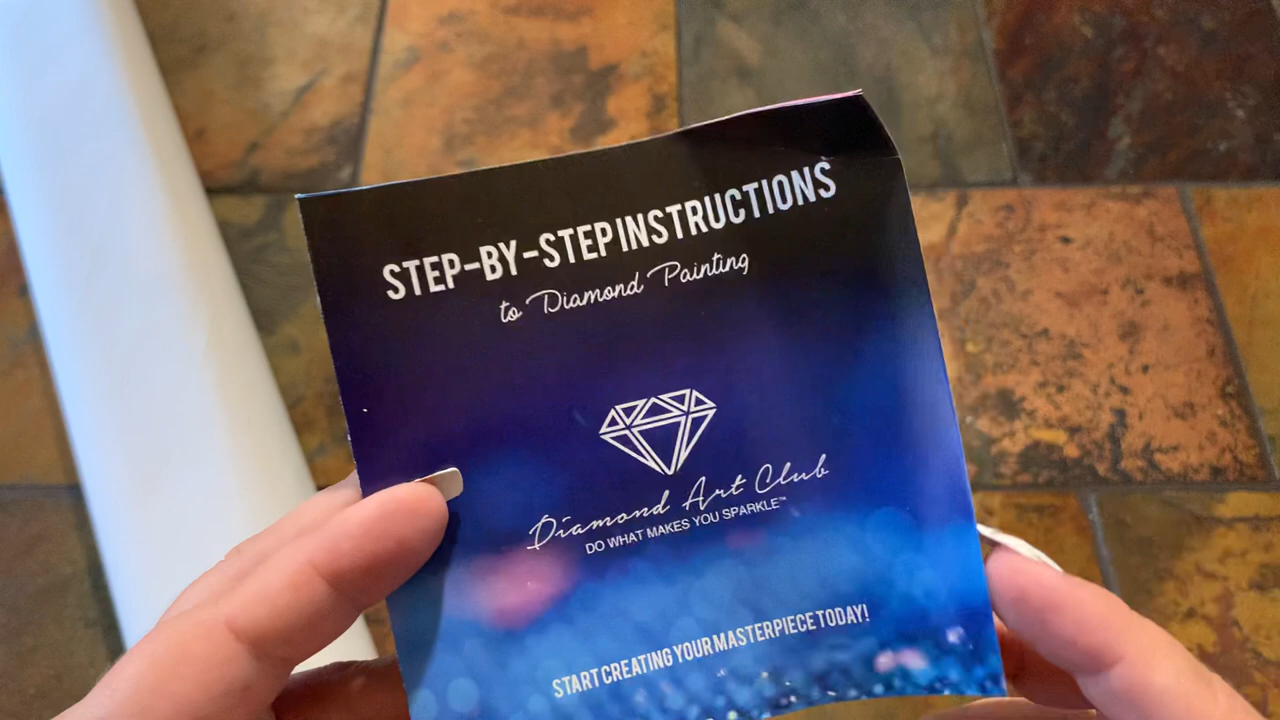 STEP-BY-STEP INSTRUCTIONS
to Diamond Painting
Diamond Art Club
DO WHAT MAKES YOU SPARKLE™
START CREATING YOUR MASTERPIECE TODAY!